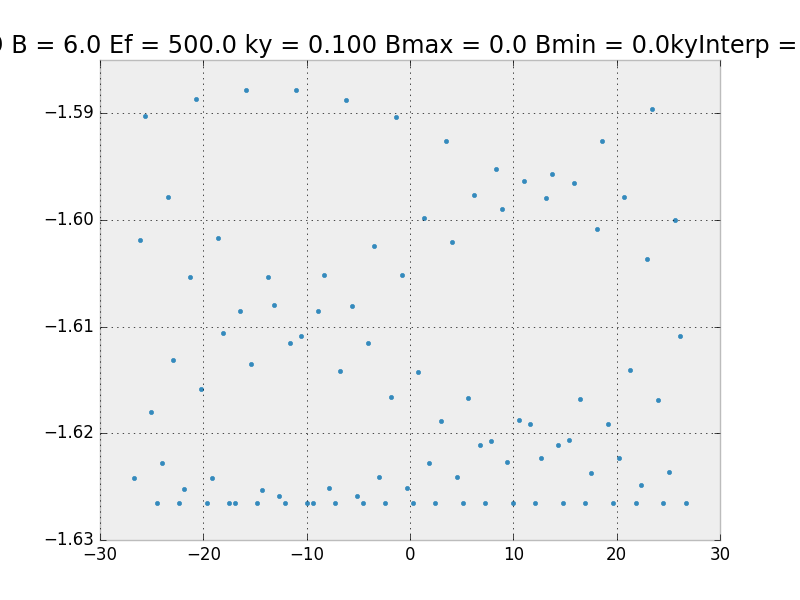 B = 6.0 Ef = 500.0 ky = 0.100 Bmax = 0.0 Bmin = 0.0kyInterp =
−1.59
−1.60
−1.61
−1.62
−1.63
−30 −20 −10 0 10 20 30